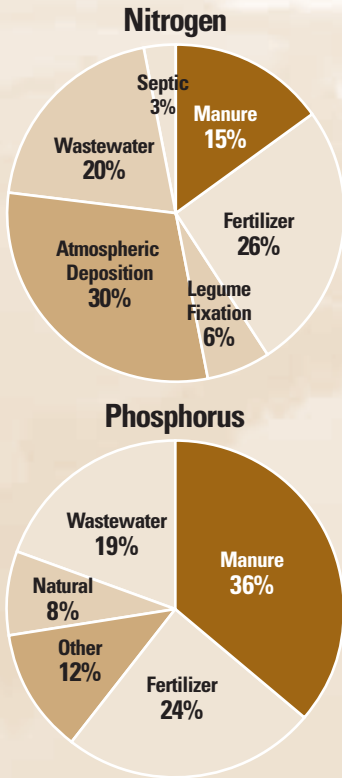 Nitrogen
Septic
3%
Manure
15%
Wastewater
20%
Fertilizer
26%
Atmospheric
Deposition
30%
Legume
Fixation
6%
Phosphorus
Wastewater
19%
Manure
36%
Natural
8%
Other
12%
Fertilizer
24%